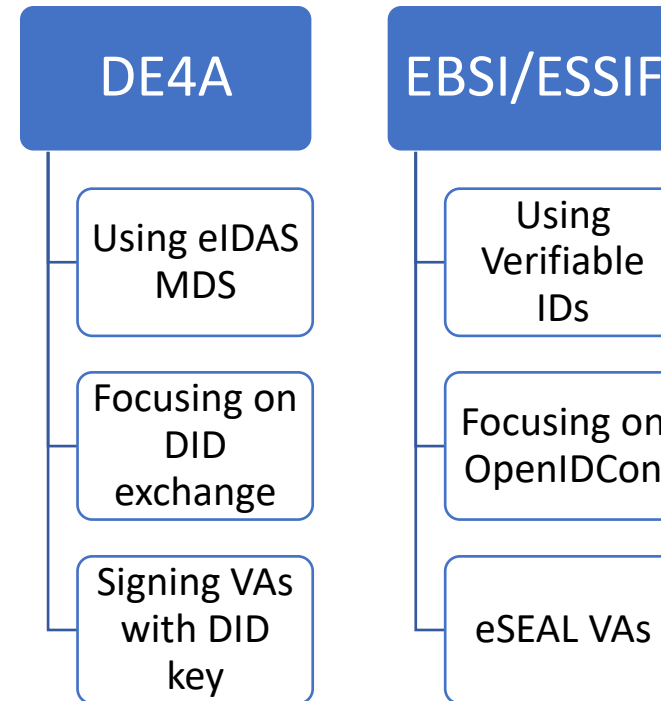 DE4A
Using eIDAS
MDS
Focusing on
DID
exchange
Signing VAs
with DID
key
EBSI/ESSIF
Using
Verifiable
IDs
Focusing on
OpenIDCon
eSEAL VAs